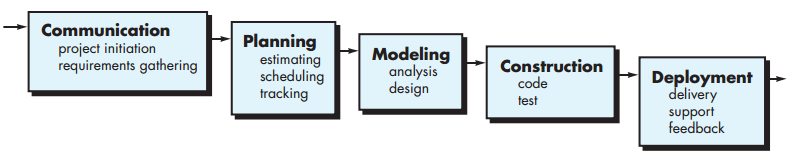 Communication
project initiation
requirements gathering
Planning
estimating
scheduling
tracking
Modeling
analysis
design
Construction
code
test
Deployment
delivery
support
feedback